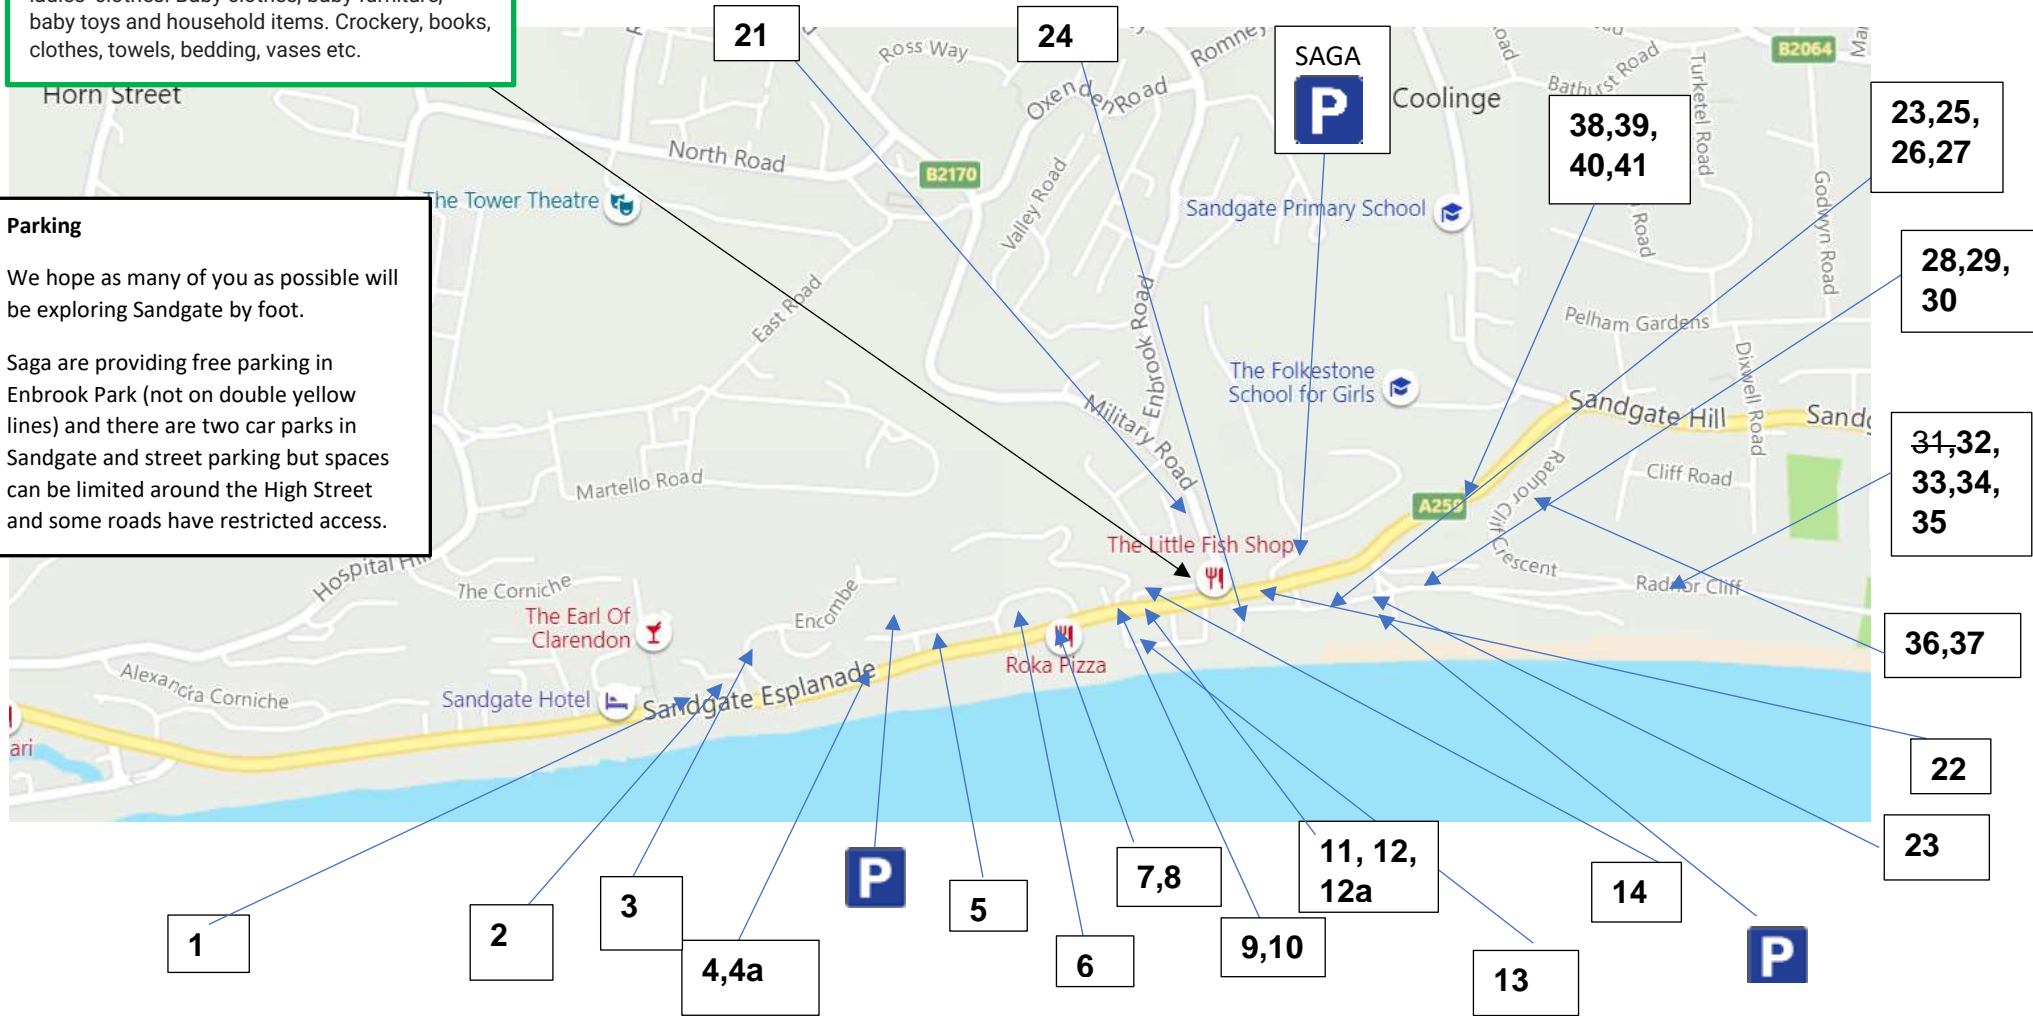 baby toys and household items. Crockery, books,
clothes, towels, bedding, vases etc.
Horn Street
Parking
We hope as many of you as possible will
be exploring Sandgate by foot.
Saga are providing free parking in
Enbrook Park (not on double yellow
lines) and there are two car parks in
Sandgate and street parking but spaces
can be limited around the High Street
and some roads have restricted access.
21
24
SAGA
P
Coolinge
38,39,
40,41
23,25,
26,27
28,29,
30
31,32,
33,34,
35
36,37
22
23
Ross Way
Oxenden Road
Romney
Bathurst Road
Turketel Road
B2064
North Road
B2170
The Tower Theatre
Valley Road
Sandgate Primary School
Road
Godwyn Road
East Road
Enbrook Road
Pelham Gardens
The Folkestone
School for Girls
Dixwell Road
Military Road
Sandgate Hill
Martello Road
Radnor Cliff Crescent
Cliff Road
A259
The Little Fish Shop
Hospital
The Corniche
Radnor Cliff
The Earl Of
Clarendon
Encombe
Roka Pizza
Alexandra Corniche
Sandgate Hotel
Sandgate Esplanade
ari
1
2
3
4,4a
P
5
6
7,8
9,10
11, 12,
12a
13
14
P